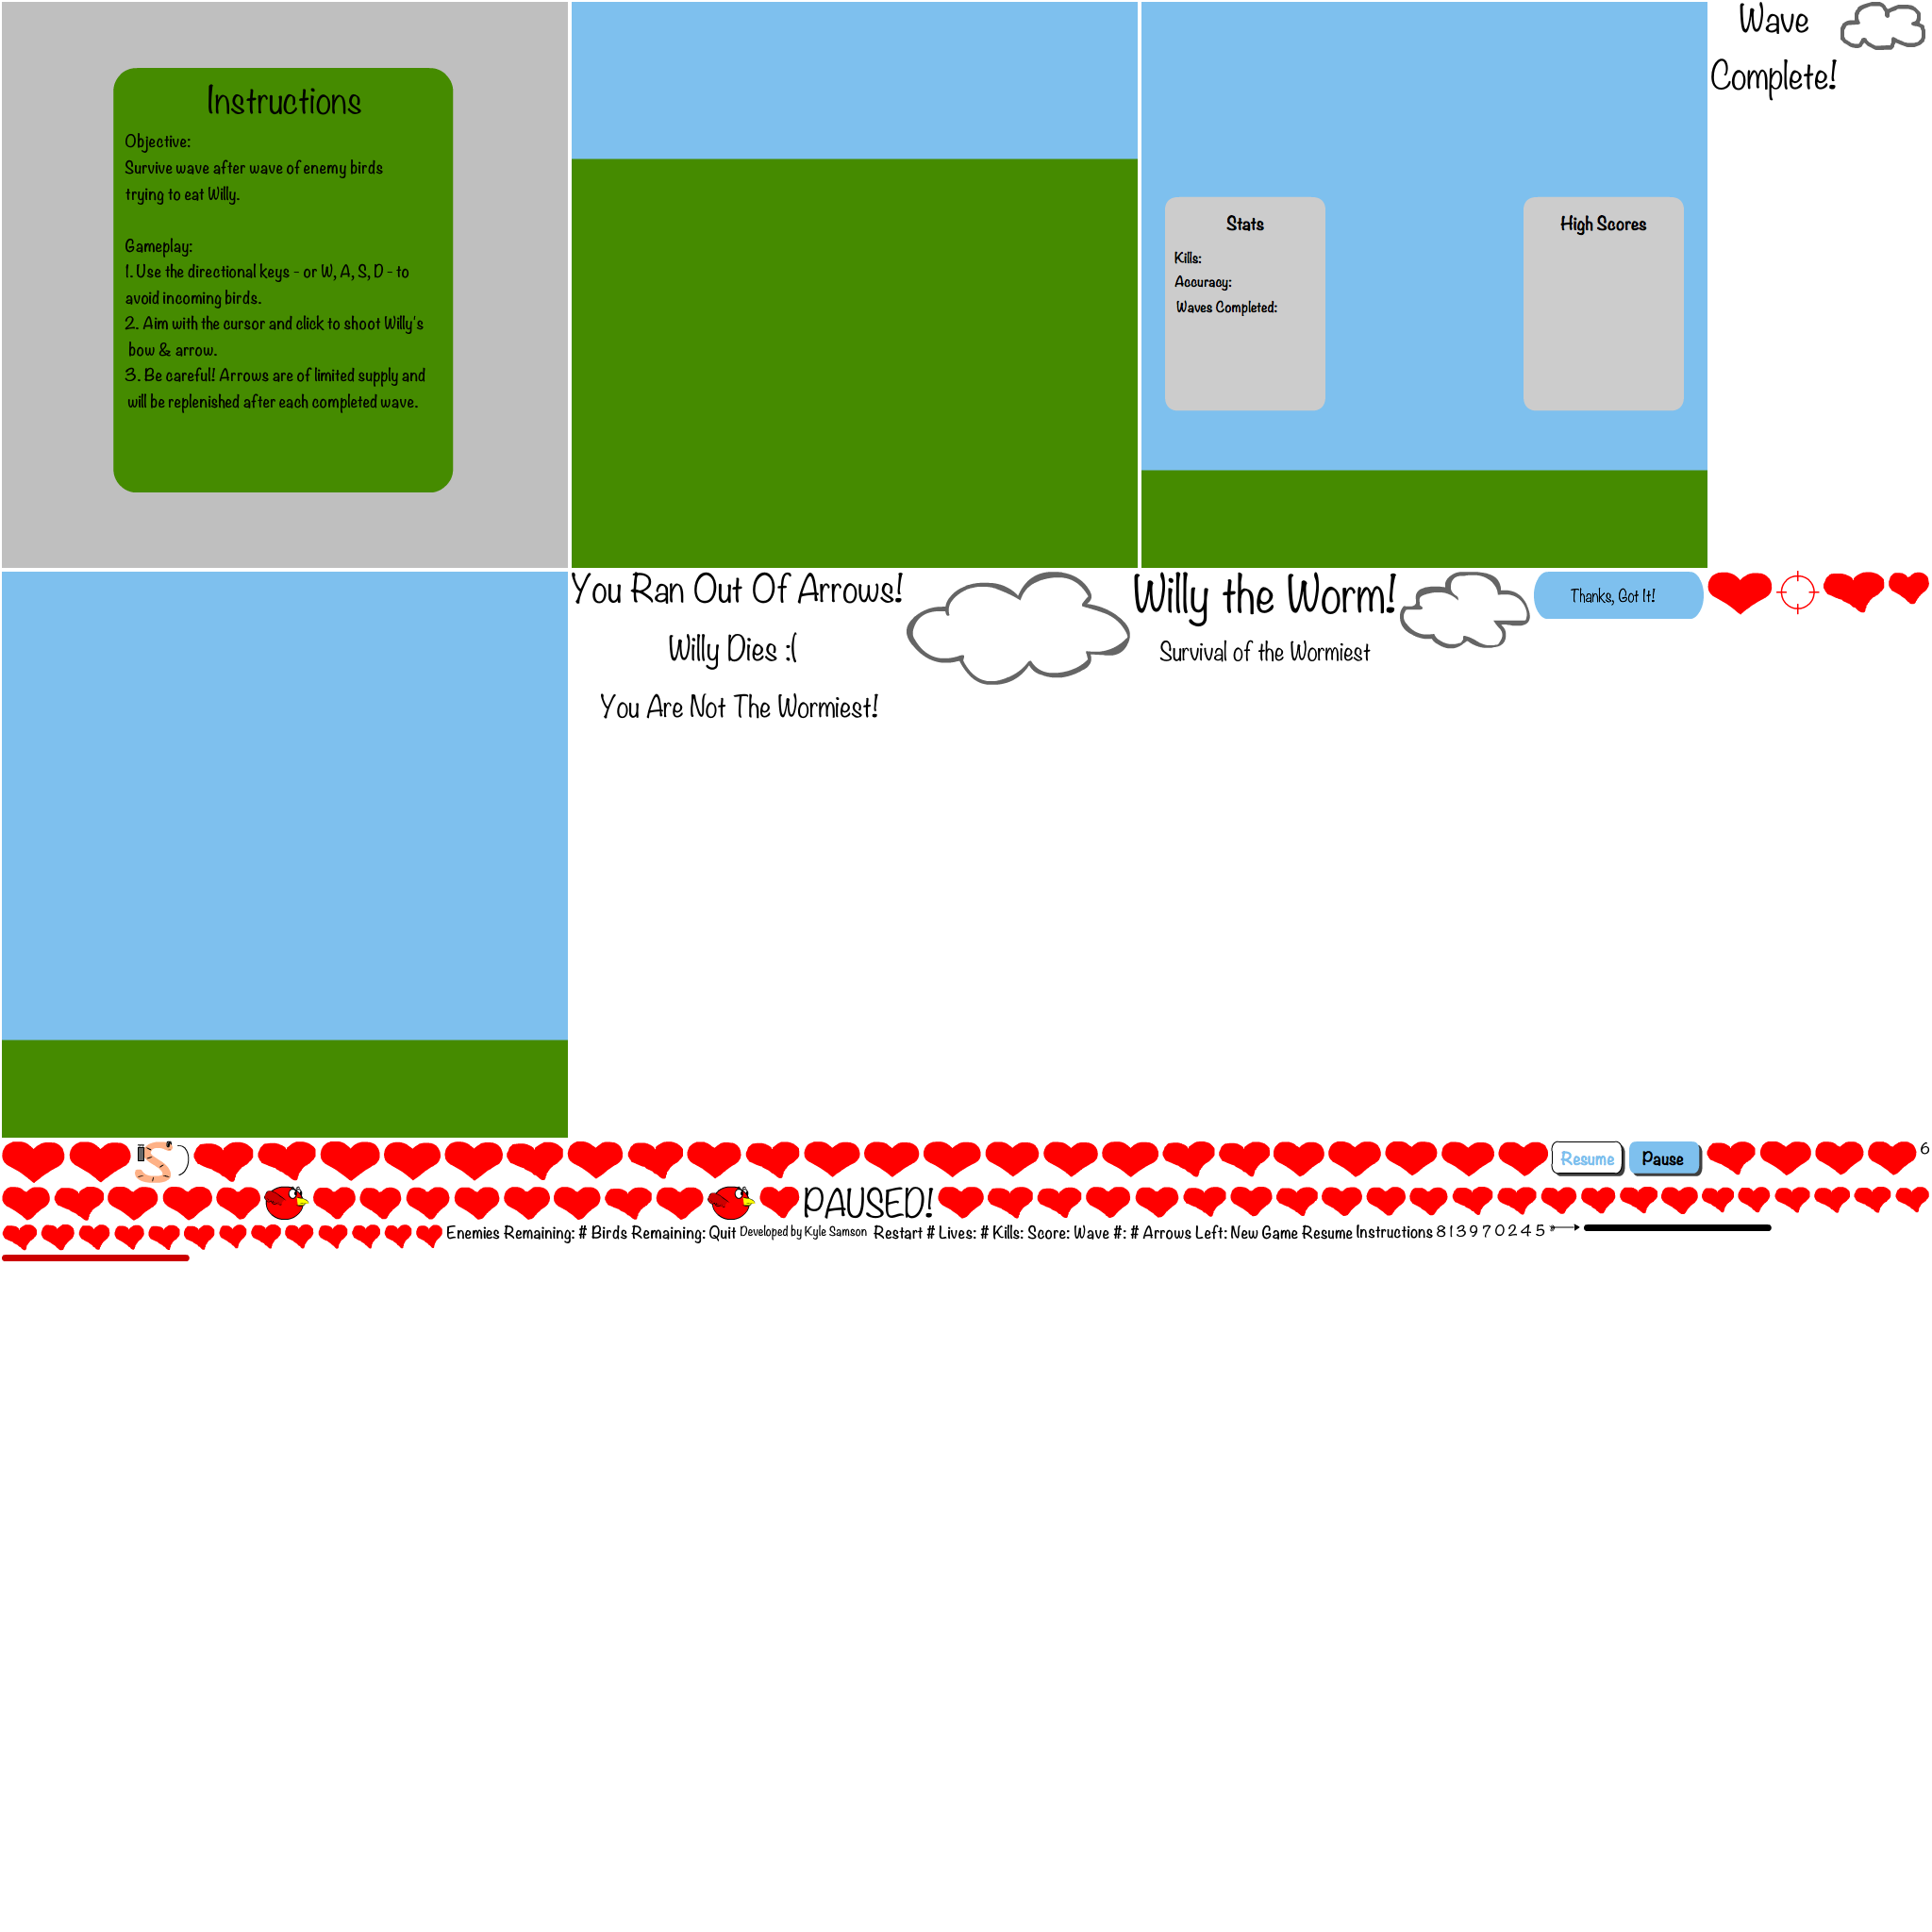 Instructions
Objective:
Survive wave after wave of enemy birds
trying to eat Willy.
Gameplay:
1. Use the directional keys - or W, A, S, D - to
avoid incoming birds.
2. Aim with the cursor and click to shoot Willy's
bow & arrow.
3. Be careful! Arrows are of limited supply and
will be replenished after each completed wave.
Stats
Kills:
Accuracy:
Waves Completed:
High Scores
Wave
Complete!
You Ran Out Of Arrows!
Willy Dies :(
You Are Not The Wormiest!
Willy the Worm!
Survival of the Wormiest
Thanks, Got It!
Resume
Pause
6
PAUSED!
Enemies Remaining: # Birds Remaining: Quit Developed by Kyle Samson Restart # Lives: # Kills: Score: Wave #: # Arrows Left: New Game Resume Instructions 8 1 3 9 7 0 2 4 5